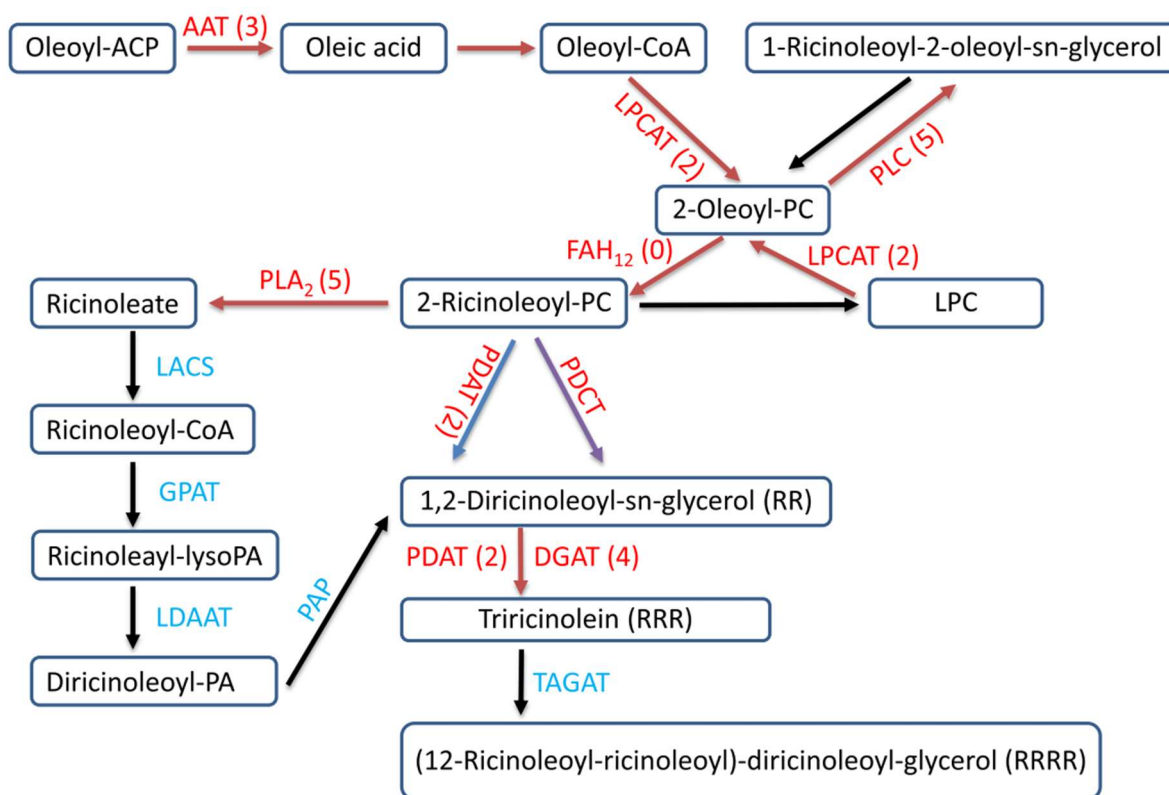 AAT (3)
Oleoyl-ACP
Oleic acid
Oleoyl-CoA
1-Ricinoleoyl-2-oleoyl-sn-glycerol
LPCAT (2)
PLC (5)
2-Oleoyl-PC
FAH12 (0)
LPCAT (2)
PLA2 (5)
Ricinoleate
2-Ricinoleoyl-PC
LPC
LACS
PDAT (2)
PDCT
Ricinoleoyl-CoA
GPAT
1,2-Diricinoleoyl-sn-glycerol (RR)
Ricinoleayl-lysoPA
PDAT (2)
DGAT (4)
PAP
LDAAT
Triricinolein (RRR)
Diricinoleoyl-PA
TAGAT
(12-Ricinoleoyl-ricinoleoyl)-diricinoleoyl-glycerol (RRRR)